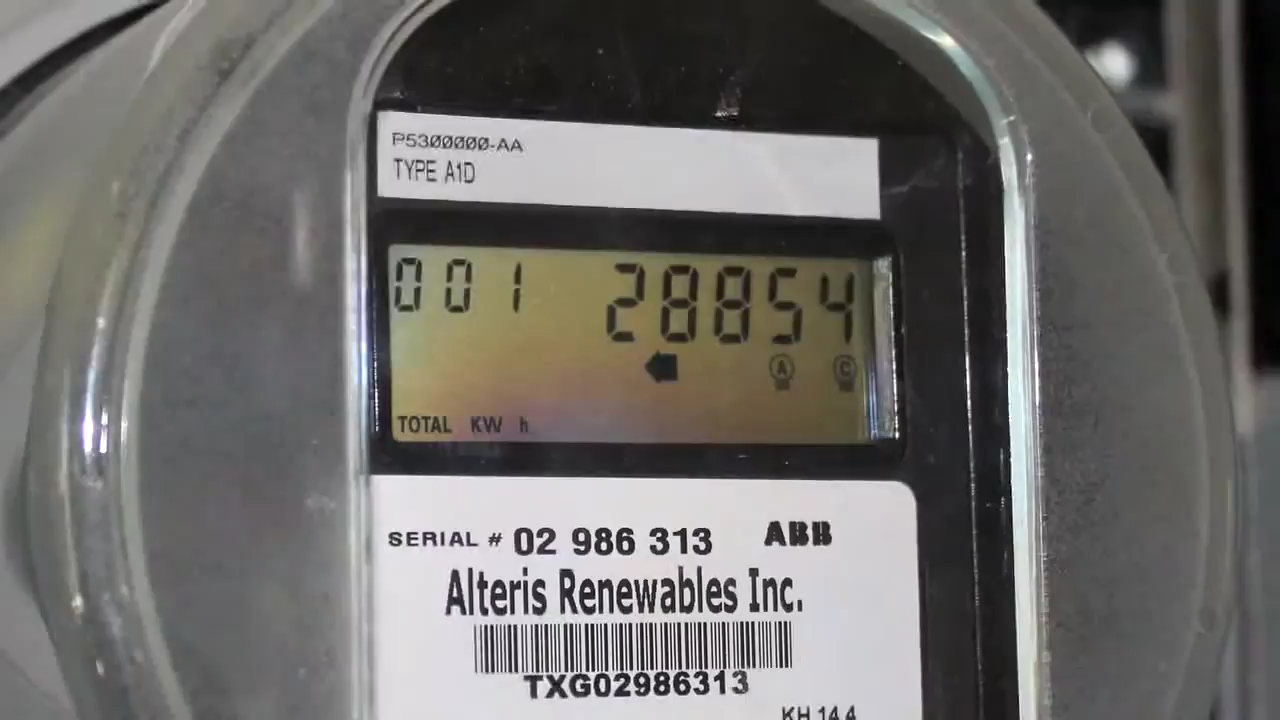 P5300000-AA
TYPE A1D
001 28854
A C
TOTAL KW h
SERIAL # 02 986 313 ABB
Alteris Renewables Inc.
TXG02986313
KH 14.4